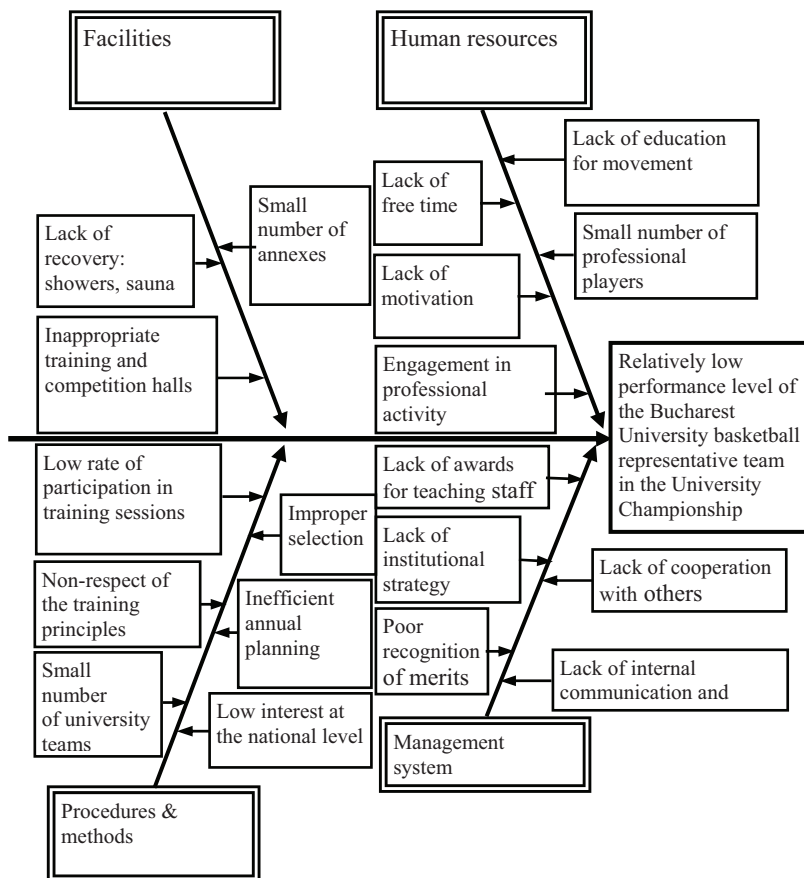 Facilities
Human resources
Lack of education
for movement
Lack of
free time
Small number of
annexes
Lack of
recovery:
showers, sauna
Small number of
professional
players
Lack of
motivation
Inappropriate
training and
competition halls
Engagement in
professional
activity
Relatively low
performance level of
the Bucharest
University basketball
representative team
in the University
Championship
Low rate of
participation in
training sessions
Improper
selection
Lack of awards
for teaching staff
Lack of
institutional
strategy
Lack of cooperation
with others
Non-respect of
the training
principles
Inefficient
annual
planning
Poor
recognition
of merits
Lack of internal
communication and
Small
number
of university
teams
Low interest at
the national level
Management
system
Procedures &
methods